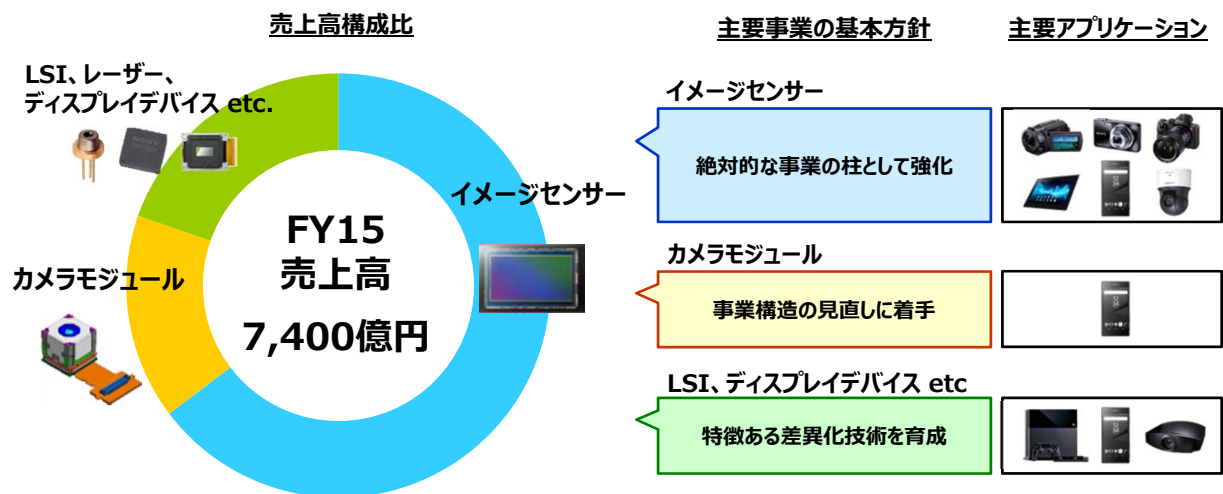 売上高構成比
LSI、レーザー、
ディスプレイデバイス etc.
SONY
イメージセンサー
カメラモジュール
FY15
売上高
7,400億円
主要事業の基本方針
主要アプリケーション
イメージセンサー
絶対的な事業の柱として強化
カメラモジュール
事業構造の見直しに着手
LSI、ディスプレイデバイス etc
特徴ある差異化技術を育成